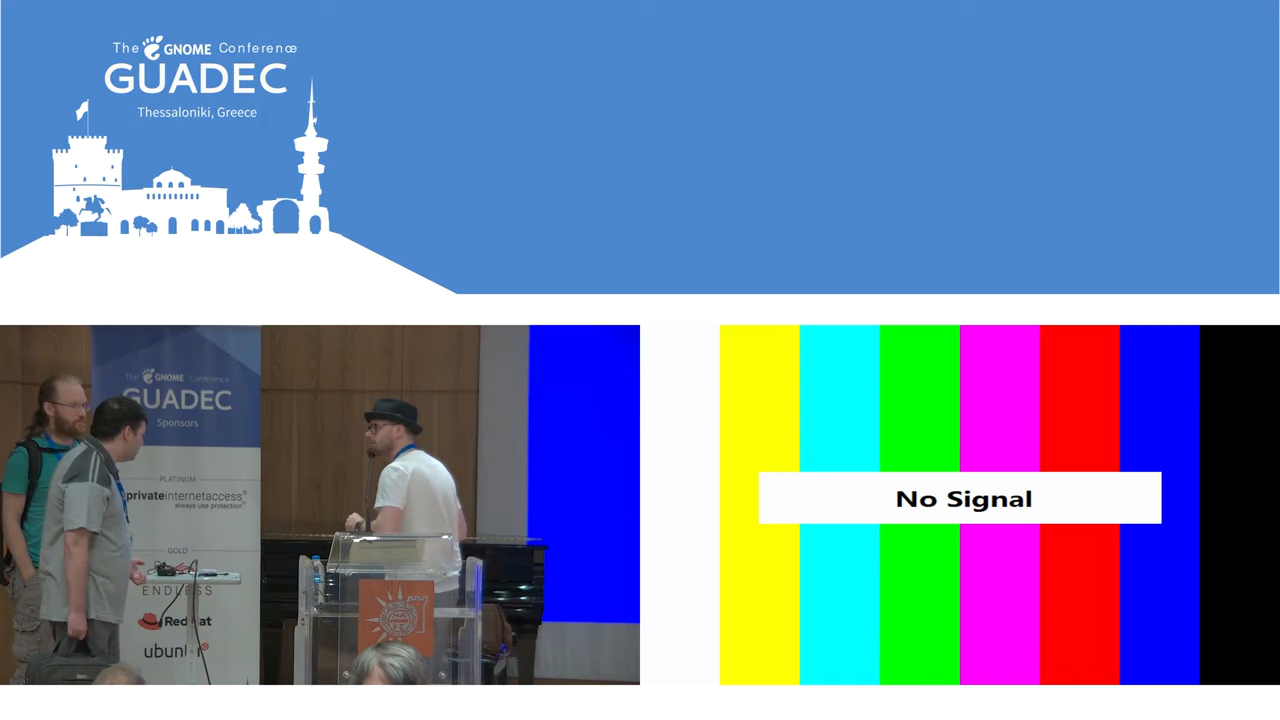 The GNOME Conference
GUADEC
Thessaloniki, Greece
The GNOME Conference
GUADEC
Sponsors
PLATINUM
privateinternetaccess®
always use protection®
GOLD
ENDLESS
Red Hat
ubuntu
No Signal